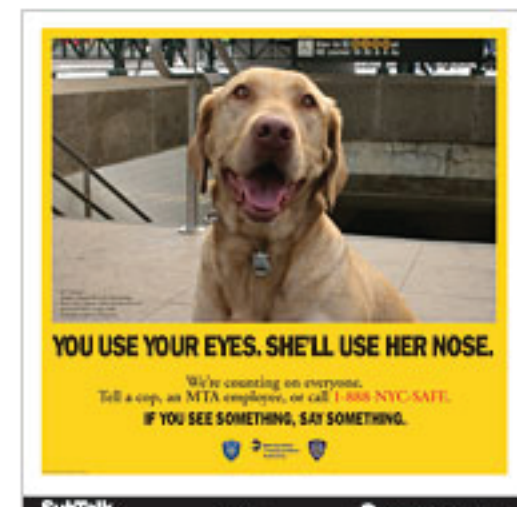 YOU USE YOUR EYES. SHE'LL USE HER NOSE.
We're counting on everyone.
Tell a cop, an MTA employee, or call 1-888-NYC-SAFE.
IF YOU SEE SOMETHING, SAY SOMETHING.
SubTalk